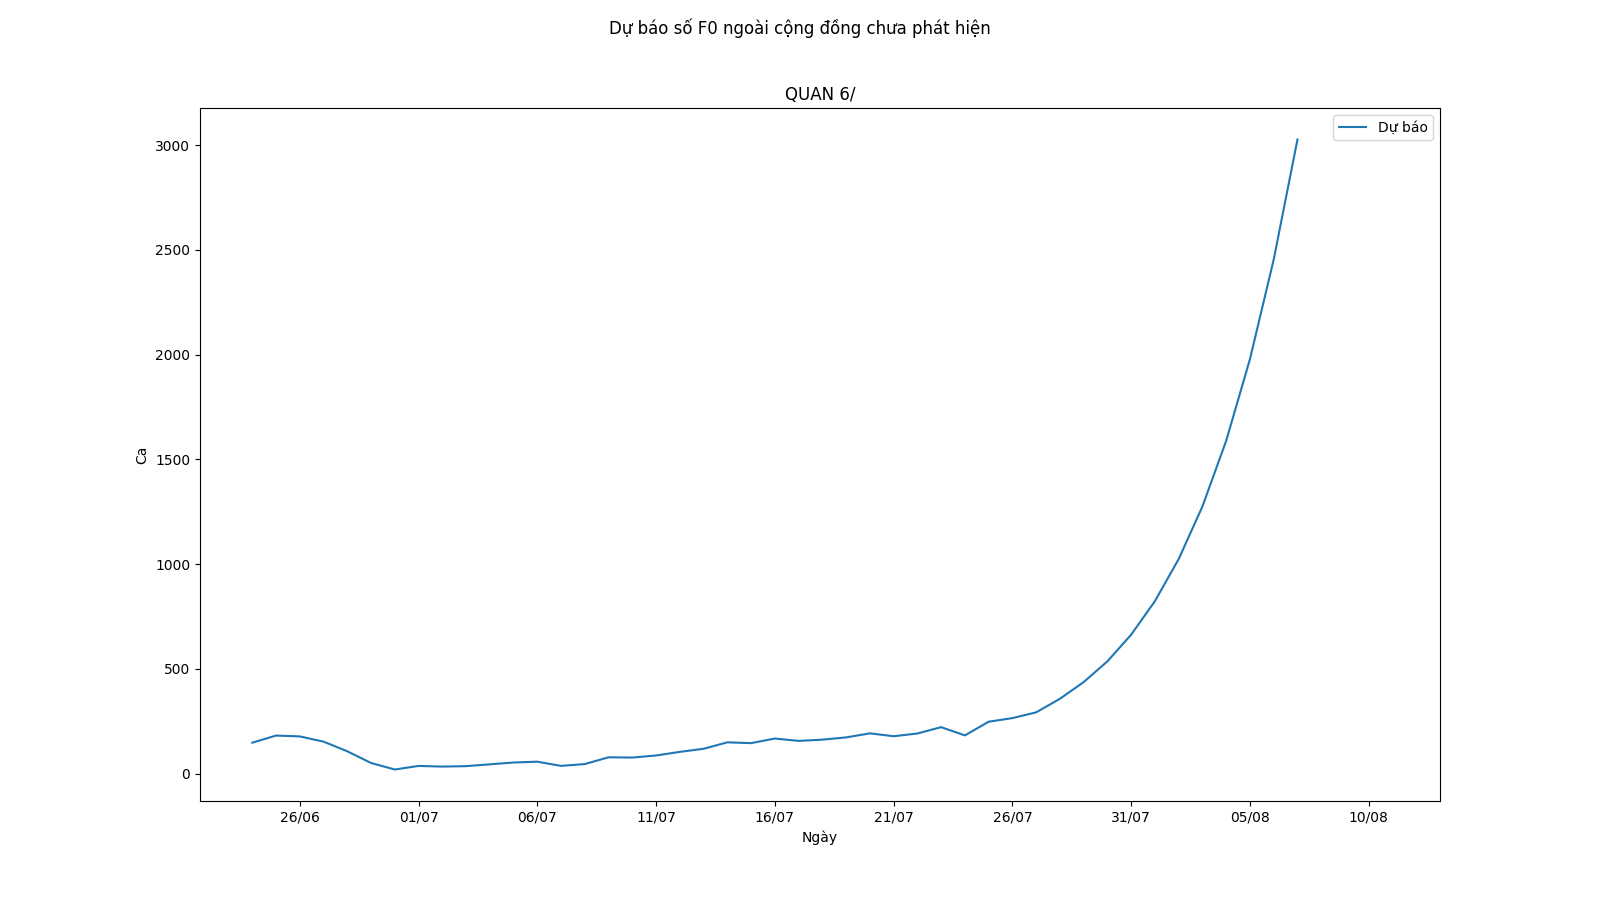 Dự báo số F0 ngoài cộng đồng chưa phát hiện
QUAN 6/
Dự báo
3000
2500
2000
1500
1000
500
0
Ca
26/06 01/07 06/07 11/07 16/07 21/07 26/07 31/07 05/08 10/08
Ngày